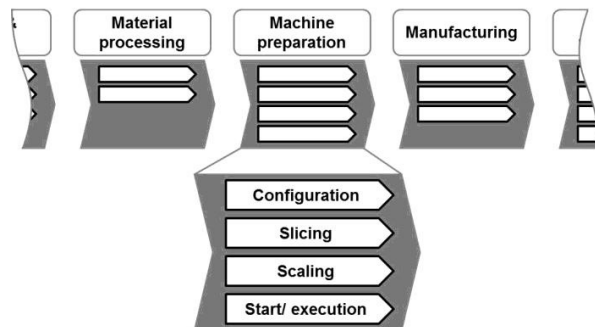 &
Material
processing
Machine
preparation
Manufacturing
Configuration
Slicing
Scaling
Start/ execution